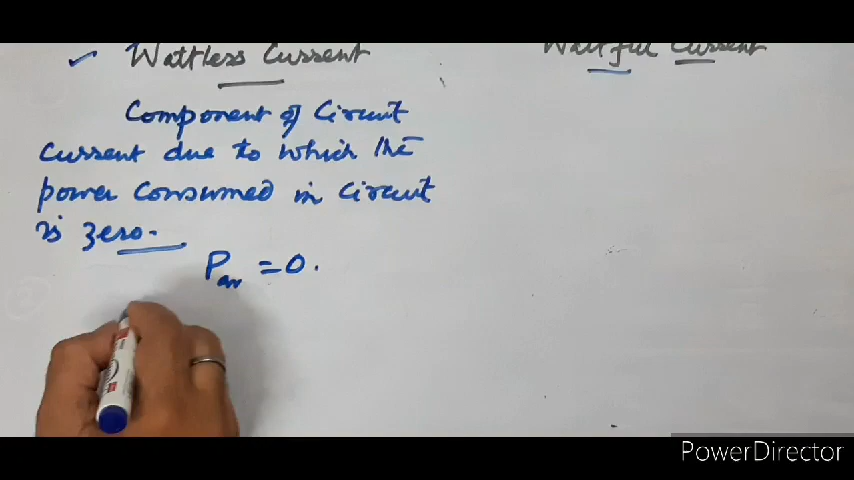 ✓ Wattless Current
Wattful Current
Component of Circuit
Current due to which the
power Consumed in Circuit
is zero.
Pav = 0.
PowerDirector